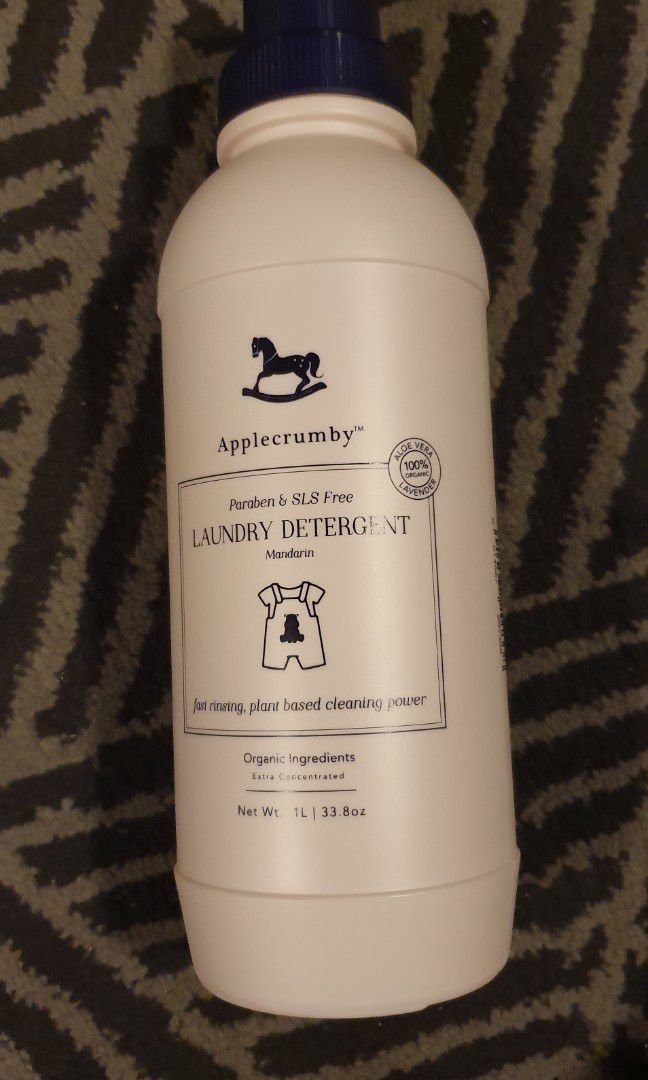 Applecrumby™
ALOE VERA
100%
ORGANIC
LAVENDER
Paraben & SLS Free
LAUNDRY DETERGENT
Mandarin
fast rinsing, plant based cleaning power
Organic Ingredients
Extra Concentrated
Net Wt. 1L | 33.8oz